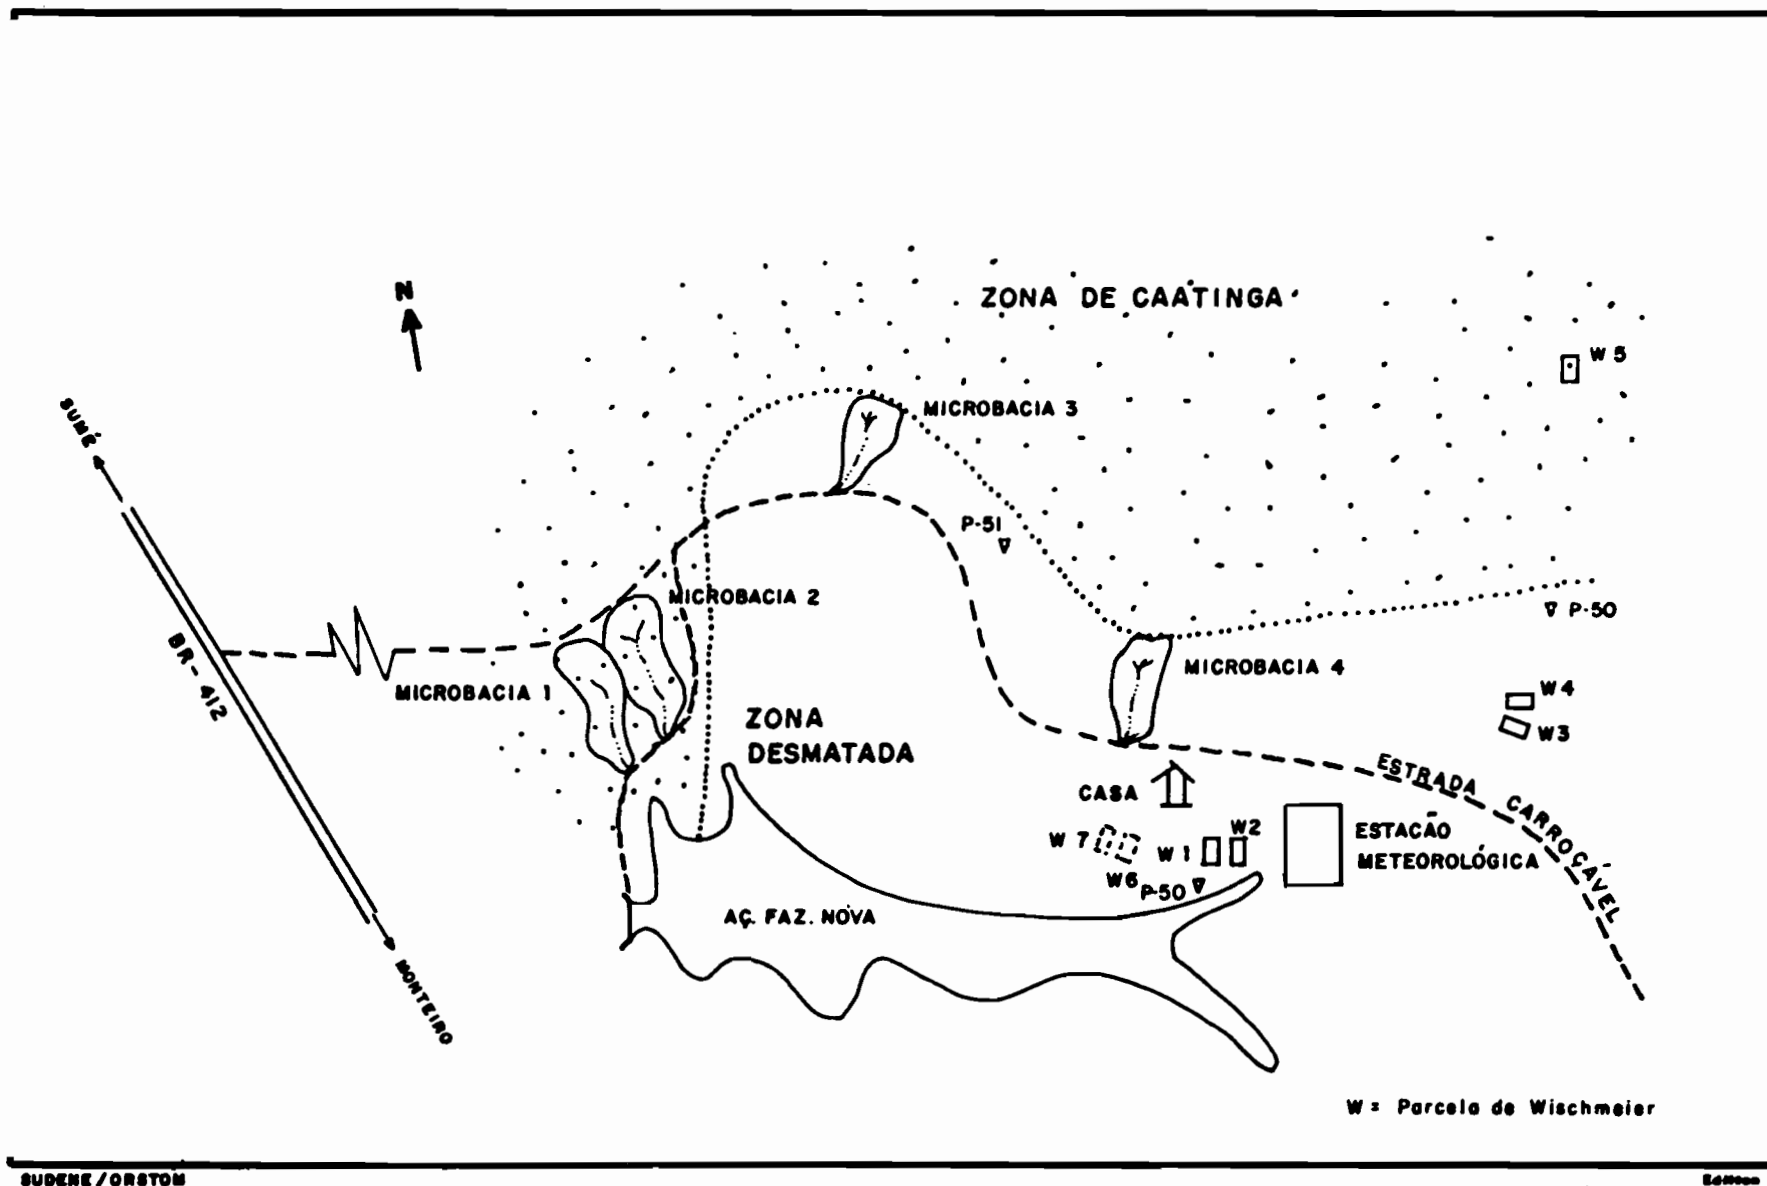 ZONA DE CAATINGA
N
W 5
SUMÉ
MICROBACIA 3
P-51
MICROBACIA 2
P-50
BR-412
MICROBACIA 1
MICROBACIA 4
W4
W3
ZONA
DESMATADA
ESTRADA CARROÇÁVEL
CASA
W 7
W 1
W2
ESTACÃO
METEOROLÓGICA
W6
P-50
AÇ. FAZ. NOVA
MONTEIRO
W = Parcela de Wischmeier
SUDENE/ORSTOM